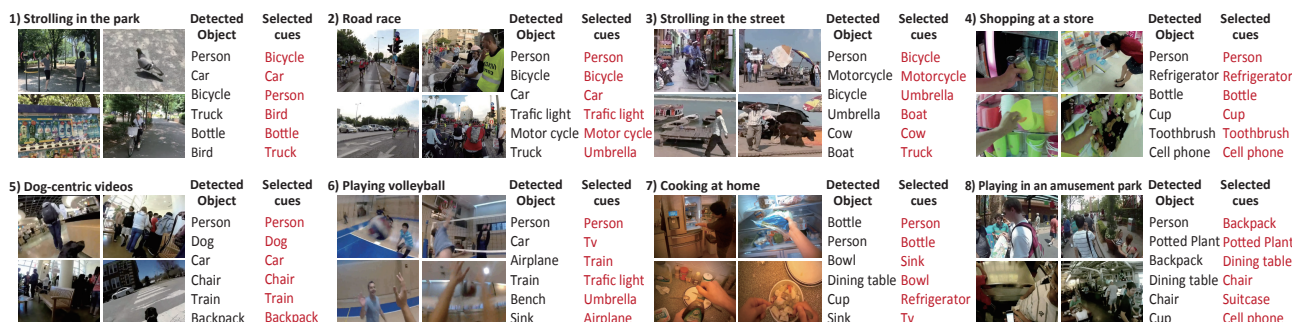 1) Strolling in the park
Detected Selected
Object cues
Person Bicycle
Car Car
Bicycle Person
Truck Bird
Bottle Bottle
Bird Truck
2) Road race
Detected Selected
Object cues
Person Person
Bicycle Bicycle
Car Car
Trafic light Trafic light
Motor cycle Motor cycle
Truck Umbrella
3) Strolling in the street
Detected Selected
Object cues
Person Bicycle
Motorcycle Motorcycle
Bicycle Umbrella
Umbrella Boat
Cow Cow
Boat Truck
4) Shopping at a store
Detected Selected
Object cues
Person Person
Refrigerator Refrigerator
Bottle Bottle
Cup Cup
Toothbrush Toothbrush
Cell phone Cell phone
5) Dog-centric videos
Detected Selected
Object cues
Person Person
Dog Dog
Car Car
Chair Chair
Train Train
Backpack Backpack
6) Playing volleyball
Detected Selected
Object cues
Person Person
Car Tv
Airplane Train
Train Trafic light
Bench Umbrella
Sink Airplane
7) Cooking at home
Detected Selected
Object cues
Bottle Person
Person Bottle
Bowl Sink
Dining table Bowl
Cup Refrigerator
Sink Tv
8) Playing in an amusement park
Detected Selected
Object cues
Person Backpack
Potted Plant Potted Plant
Backpack Dining table
Dining table Chair
Chair Suitcase
Cup Cell phone